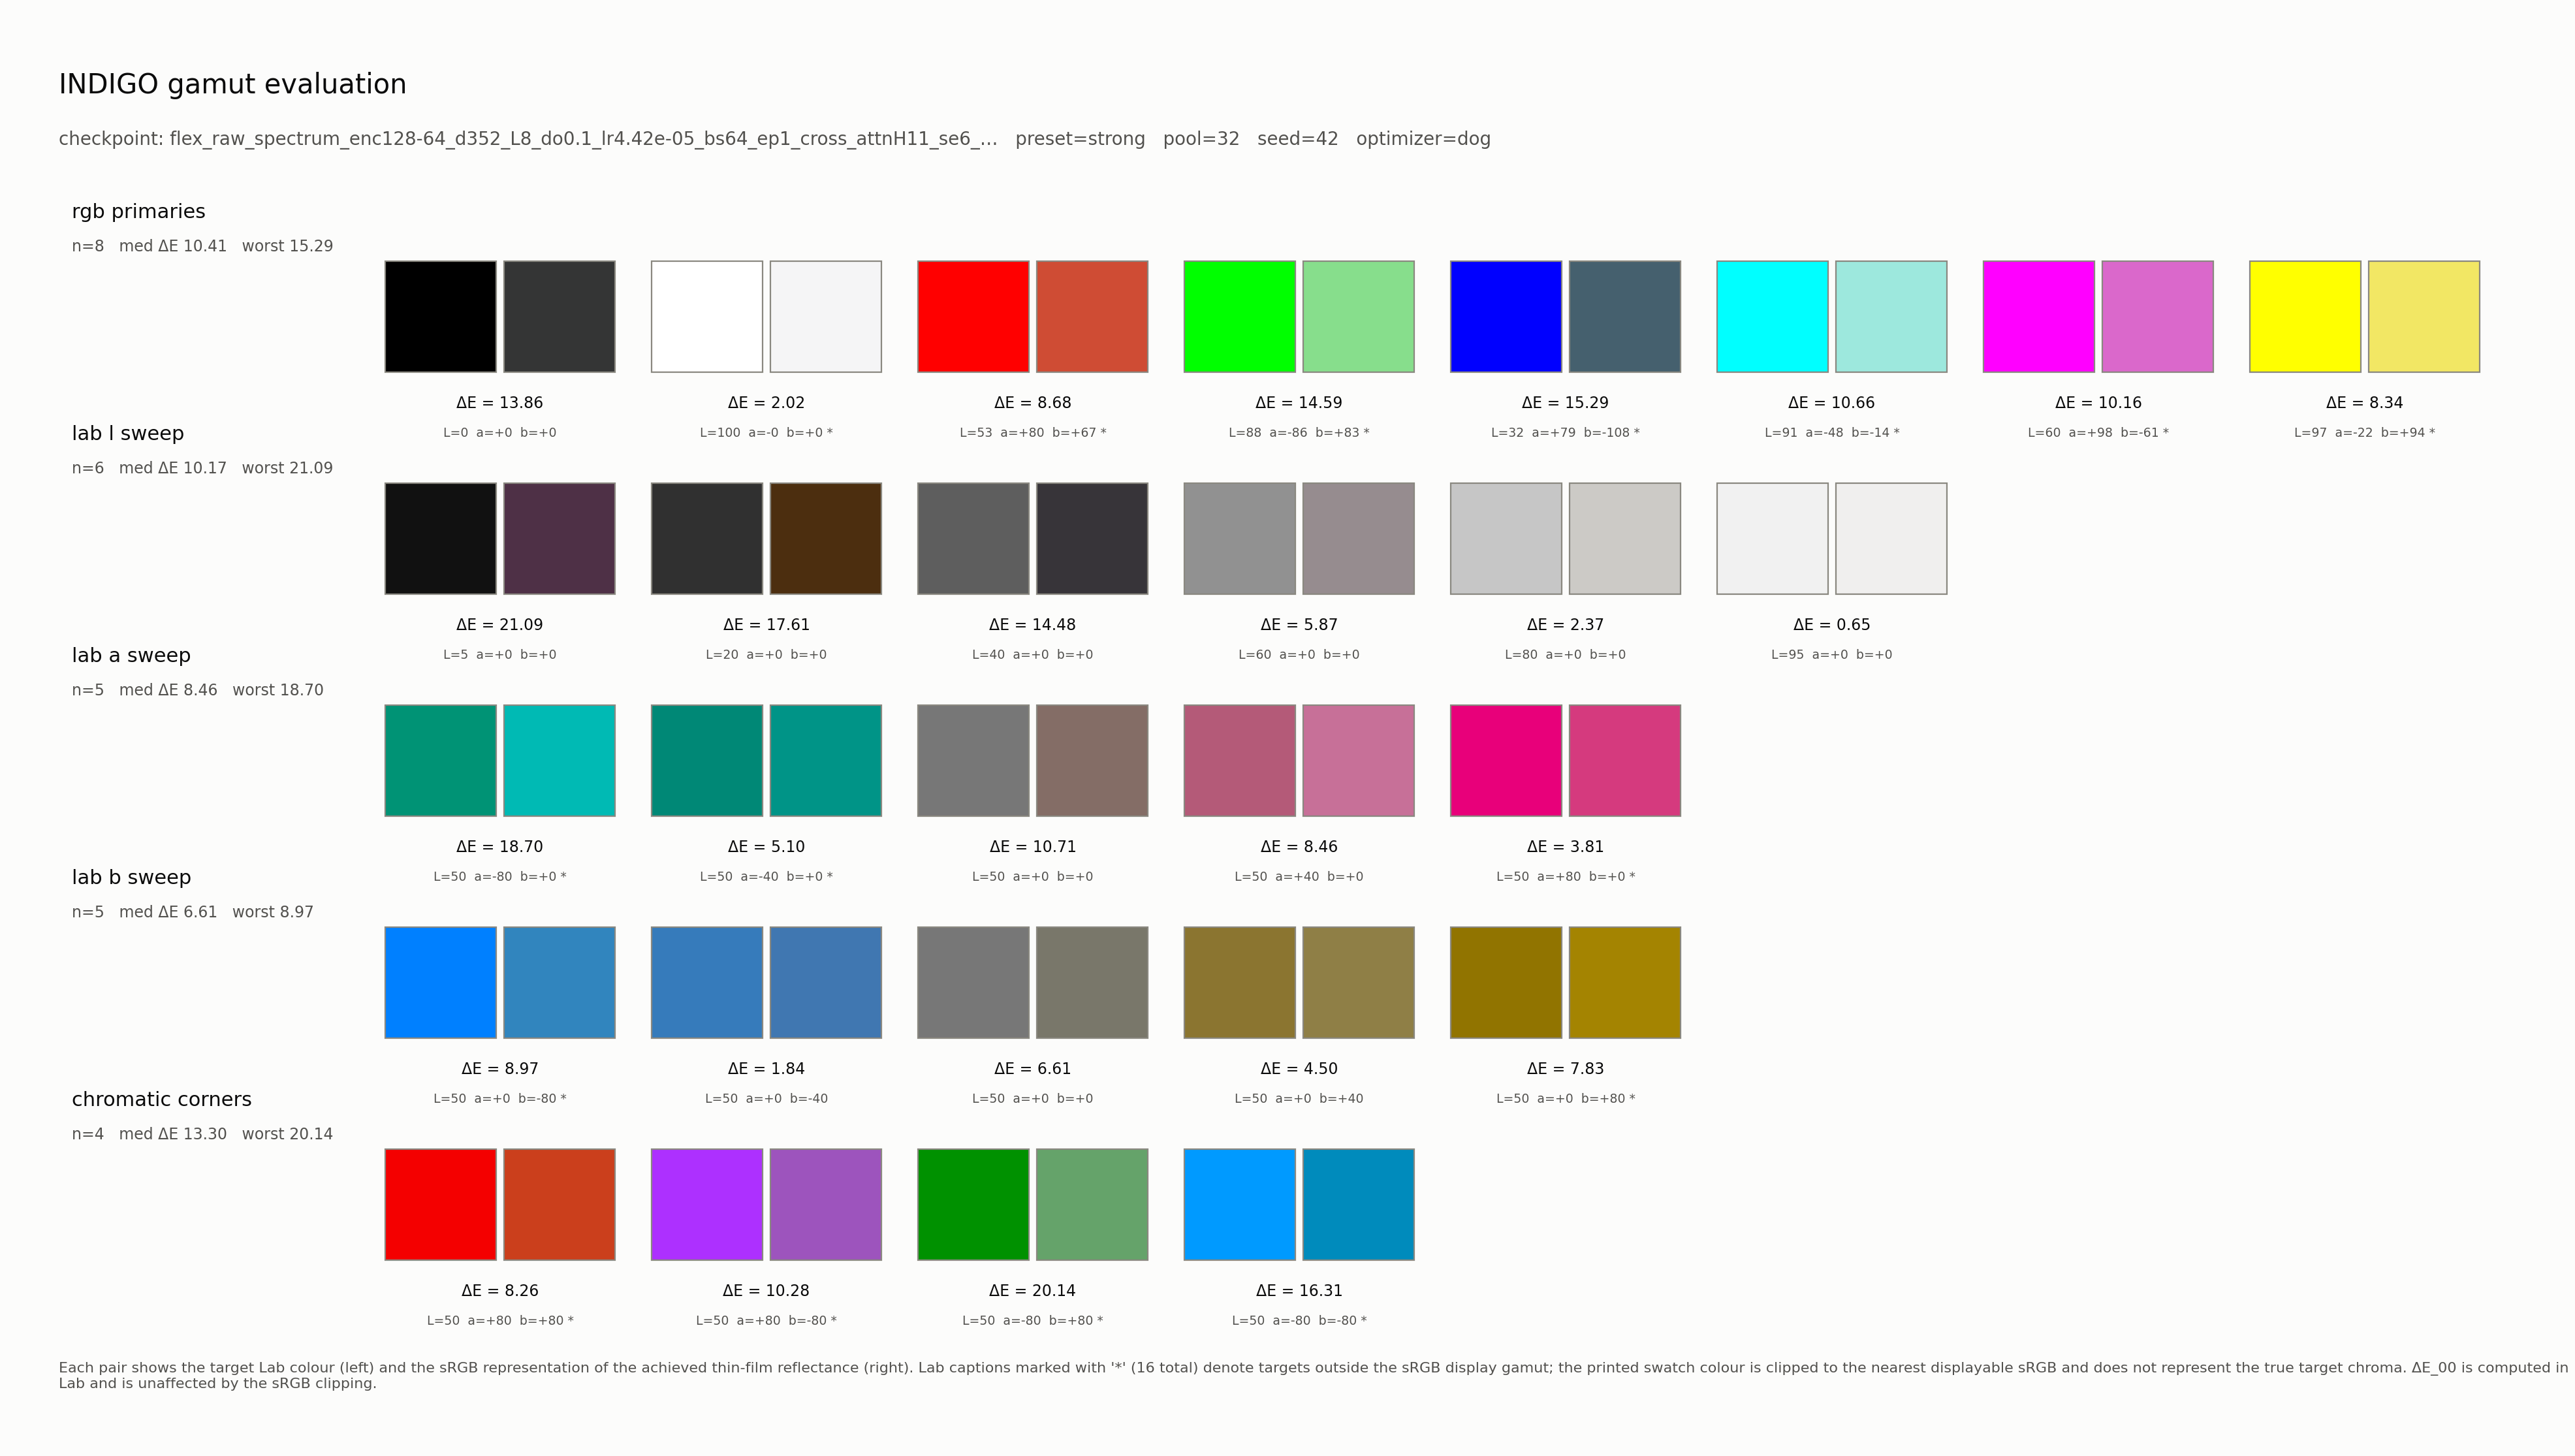 INDIGO gamut evaluation
checkpoint: flex_raw_spectrum_enc128-64_d352_L8_do0.1_lr4.42e-05_bs64_ep1_cross_attnH11_se6_... preset=strong pool=32 seed=42 optimizer=dog
rgb primaries
n=8 med ΔE 10.41 worst 15.29
ΔE = 13.86 ΔE = 2.02 ΔE = 8.68 ΔE = 14.59 ΔE = 15.29 ΔE = 10.66 ΔE = 10.16 ΔE = 8.34
L=0 a=+0 b=+0 L=100 a=-0 b=+0 * L=53 a=+80 b=+67 * L=88 a=-86 b=+83 * L=32 a=+79 b=-108 * L=91 a=-48 b=-14 * L=60 a=+98 b=-61 * L=97 a=-22 b=+94 *
lab l sweep
n=6 med ΔE 10.17 worst 21.09
ΔE = 21.09 ΔE = 17.61 ΔE = 14.48 ΔE = 5.87 ΔE = 2.37 ΔE = 0.65
L=5 a=+0 b=+0 L=20 a=+0 b=+0 L=40 a=+0 b=+0 L=60 a=+0 b=+0 L=80 a=+0 b=+0 L=95 a=+0 b=+0
lab a sweep
n=5 med ΔE 8.46 worst 18.70
ΔE = 18.70 ΔE = 5.10 ΔE = 10.71 ΔE = 8.46 ΔE = 3.81
L=50 a=-80 b=+0 * L=50 a=-40 b=+0 * L=50 a=+0 b=+0 L=50 a=+40 b=+0 L=50 a=+80 b=+0 *
lab b sweep
n=5 med ΔE 6.61 worst 8.97
ΔE = 8.97 ΔE = 1.84 ΔE = 6.61 ΔE = 4.50 ΔE = 7.83
L=50 a=+0 b=-80 * L=50 a=+0 b=-40 L=50 a=+0 b=+0 L=50 a=+0 b=+40 L=50 a=+0 b=+80 *
chromatic corners
n=4 med ΔE 13.30 worst 20.14
ΔE = 8.26 ΔE = 10.28 ΔE = 20.14 ΔE = 16.31
L=50 a=+80 b=+80 * L=50 a=+80 b=-80 * L=50 a=-80 b=+80 * L=50 a=-80 b=-80 *
Each pair shows the target Lab colour (left) and the sRGB representation of the achieved thin-film reflectance (right). Lab captions marked with '*' (16 total) denote targets outside the sRGB display gamut; the printed swatch colour is clipped to the nearest displayable sRGB and does not represent the true target chroma. ΔE_00 is computed in
Lab and is unaffected by the sRGB clipping.